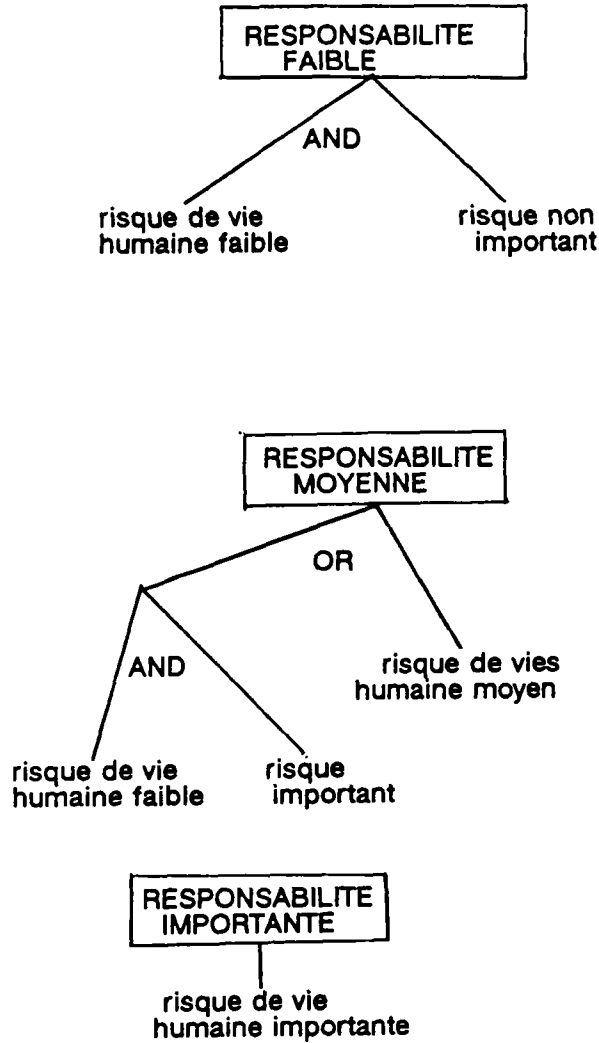 RESPONSABILITE
FAIBLE
AND
risque de vie
humaine faible
risque non
important
RESPONSABILITE
MOYENNE
OR
risque de vies
humaine moyen
AND
risque de vie
humaine faible
risque
important
RESPONSABILITE
IMPORTANTE
risque de vie
humaine importante